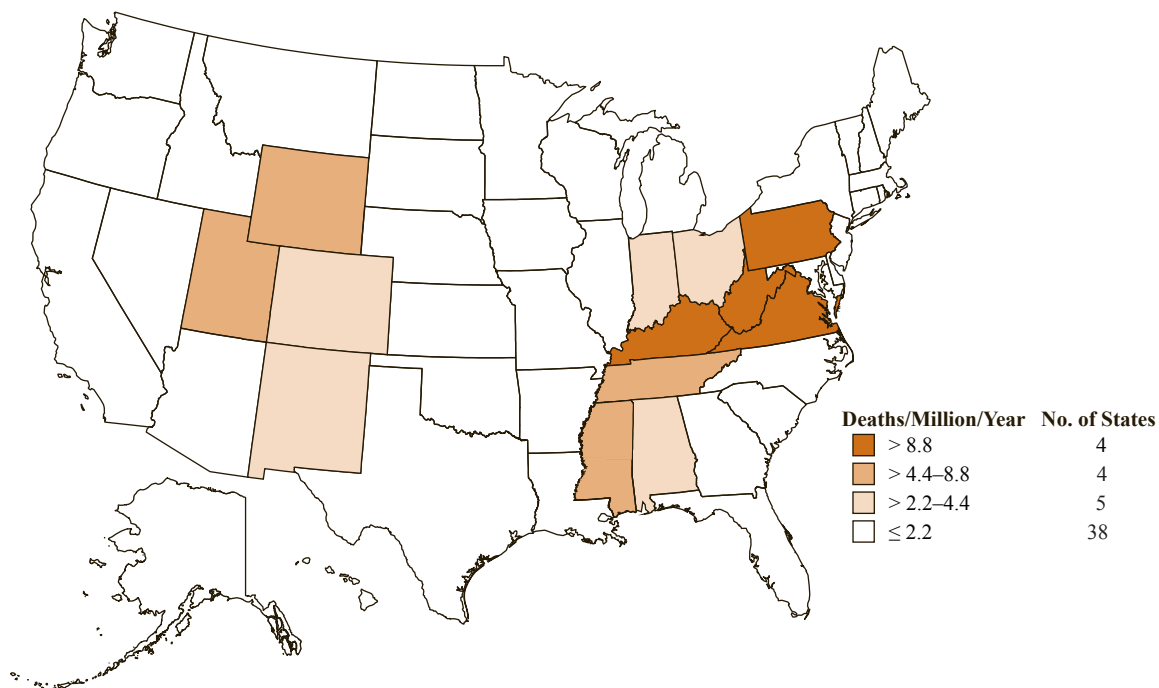 Deaths/Million/Year No. of States
> 8.8 4
> 4.4–8.8 4
> 2.2–4.4 5
≤ 2.2 38